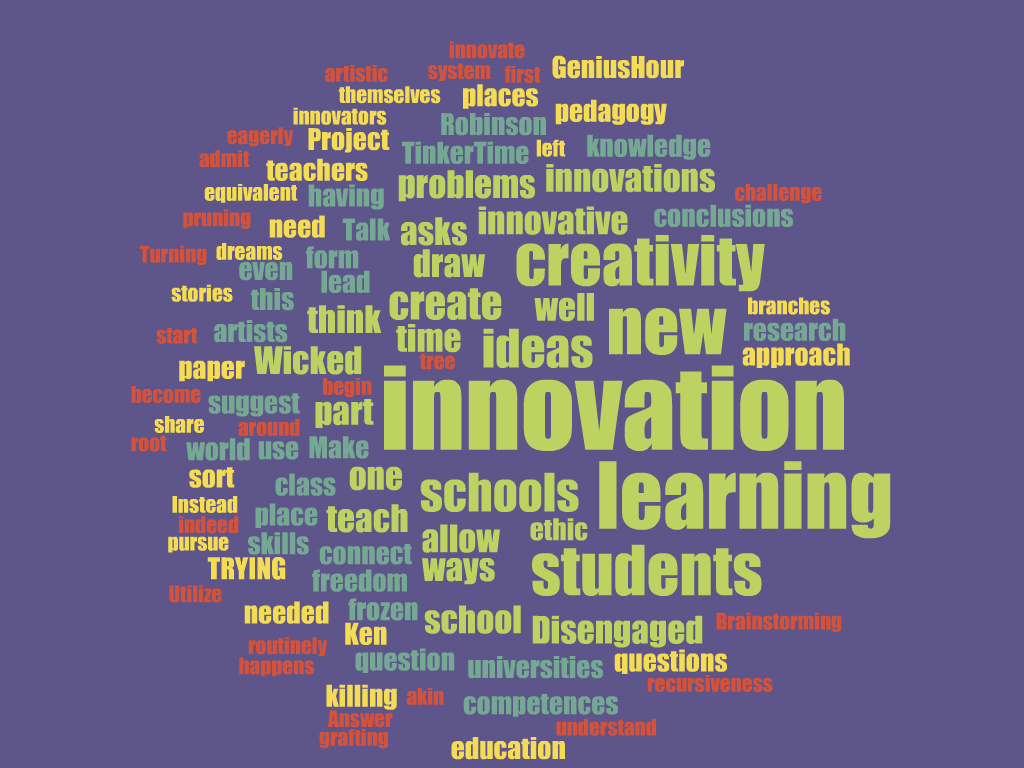 innovate
artistic system first GeniusHour
themselves places
innovators Robinson pedagogy
eagerly Project TinkerTime left knowledge
admit teachers problems innovations
equivalent having challenge
pruning need Talk asks innovative conclusions
Turning dreams form draw creativity
even lead
stories this create well new branches
start artists think time ideas research
paper Wicked tree approach
become suggest begin innovation
share around part
root world use Make
sort class one schools learning
Instead place teach ethic
indeed
pursue skills connect allow
TRYING freedom ways students
Utilize
needed frozen school Disengaged Brainstorming
routinely Ken
happens question universities questions
recursiveness
killing akin competences
Answer understand
grafting
education